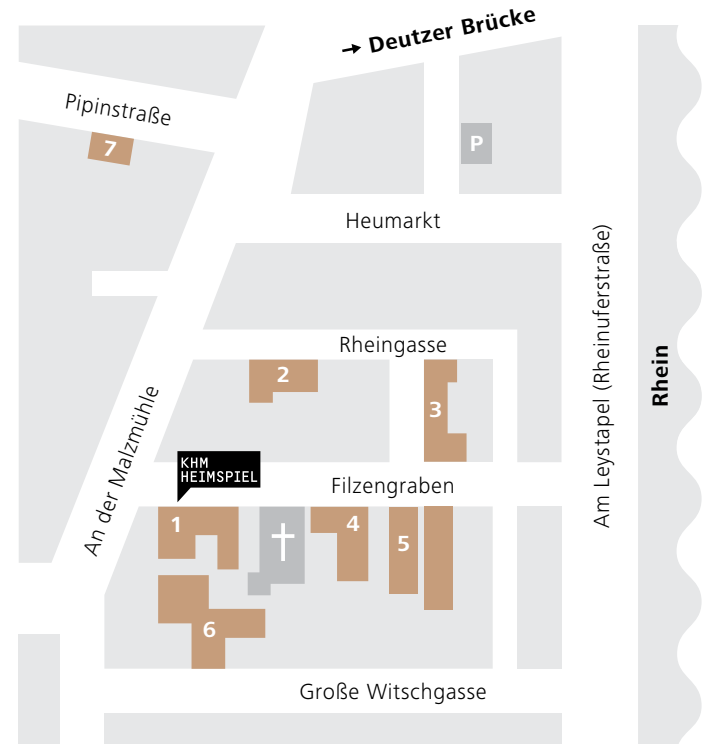 → Deutzer Brücke
Pipinstraße
P
7
Heumarkt
Am Leystapel (Rheinuferstraße)
Rhein
Rheingasse
2
3
An der Malzmühle
KHM
HEIMSPIEL
Filzengraben
1
4
5
6
Große Witschgasse